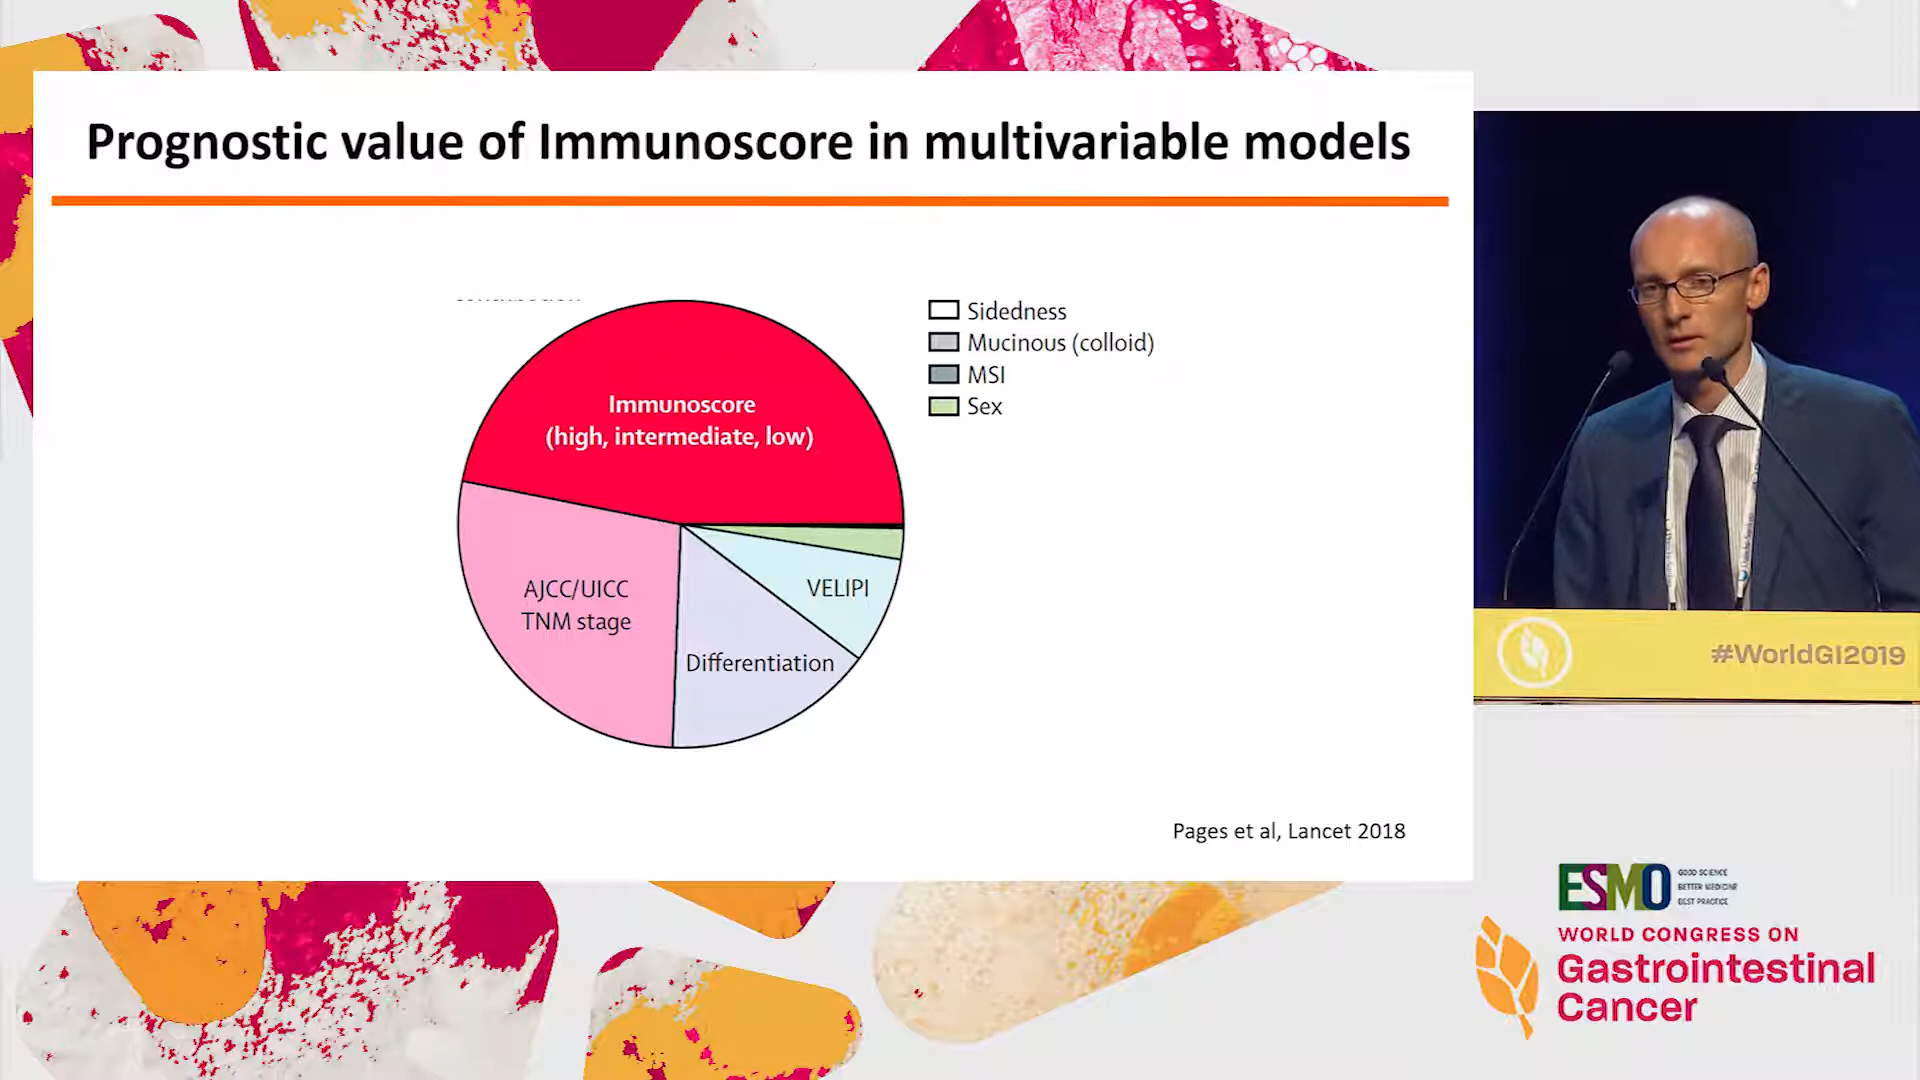 Prognostic value of Immunoscore in multivariable models
Immunoscore
(high, intermediate, low)
AJCC/UICC
TNM stage
Differentiation
VELIPI
Sidedness
Mucinous (colloid)
MSI
Sex
Pages et al, Lancet 2018
#WorldGI2019
ESMO
GOOD SCIENCE
BETTER MEDICINE
BEST PRACTICE
WORLD CONGRESS ON
Gastrointestinal
Cancer